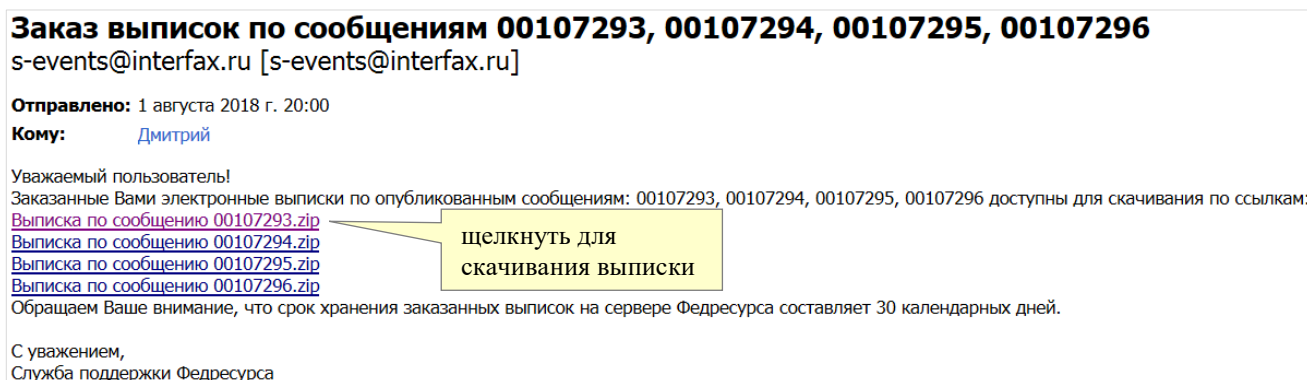 Заказ выписок по сообщениям 00107293, 00107294, 00107295, 00107296
s-events@interfax.ru [s-events@interfax.ru]
Отправлено: 1 августа 2018 г. 20:00
Кому: Дмитрий
Уважаемый пользователь!
Заказанные Вами электронные выписки по опубликованным сообщениям: 00107293, 00107294, 00107295, 00107296 доступны для скачивания по ссылкам:
Выписка по сообщению 00107293.zip
Выписка по сообщению 00107294.zip
Выписка по сообщению 00107295.zip
Выписка по сообщению 00107296.zip
щелкнуть для
скачивания выписки
Обращаем Ваше внимание, что срок хранения заказанных выписок на сервере Федресурса составляет 30 календарных дней.
С уважением,
Служба поддержки Федресурса